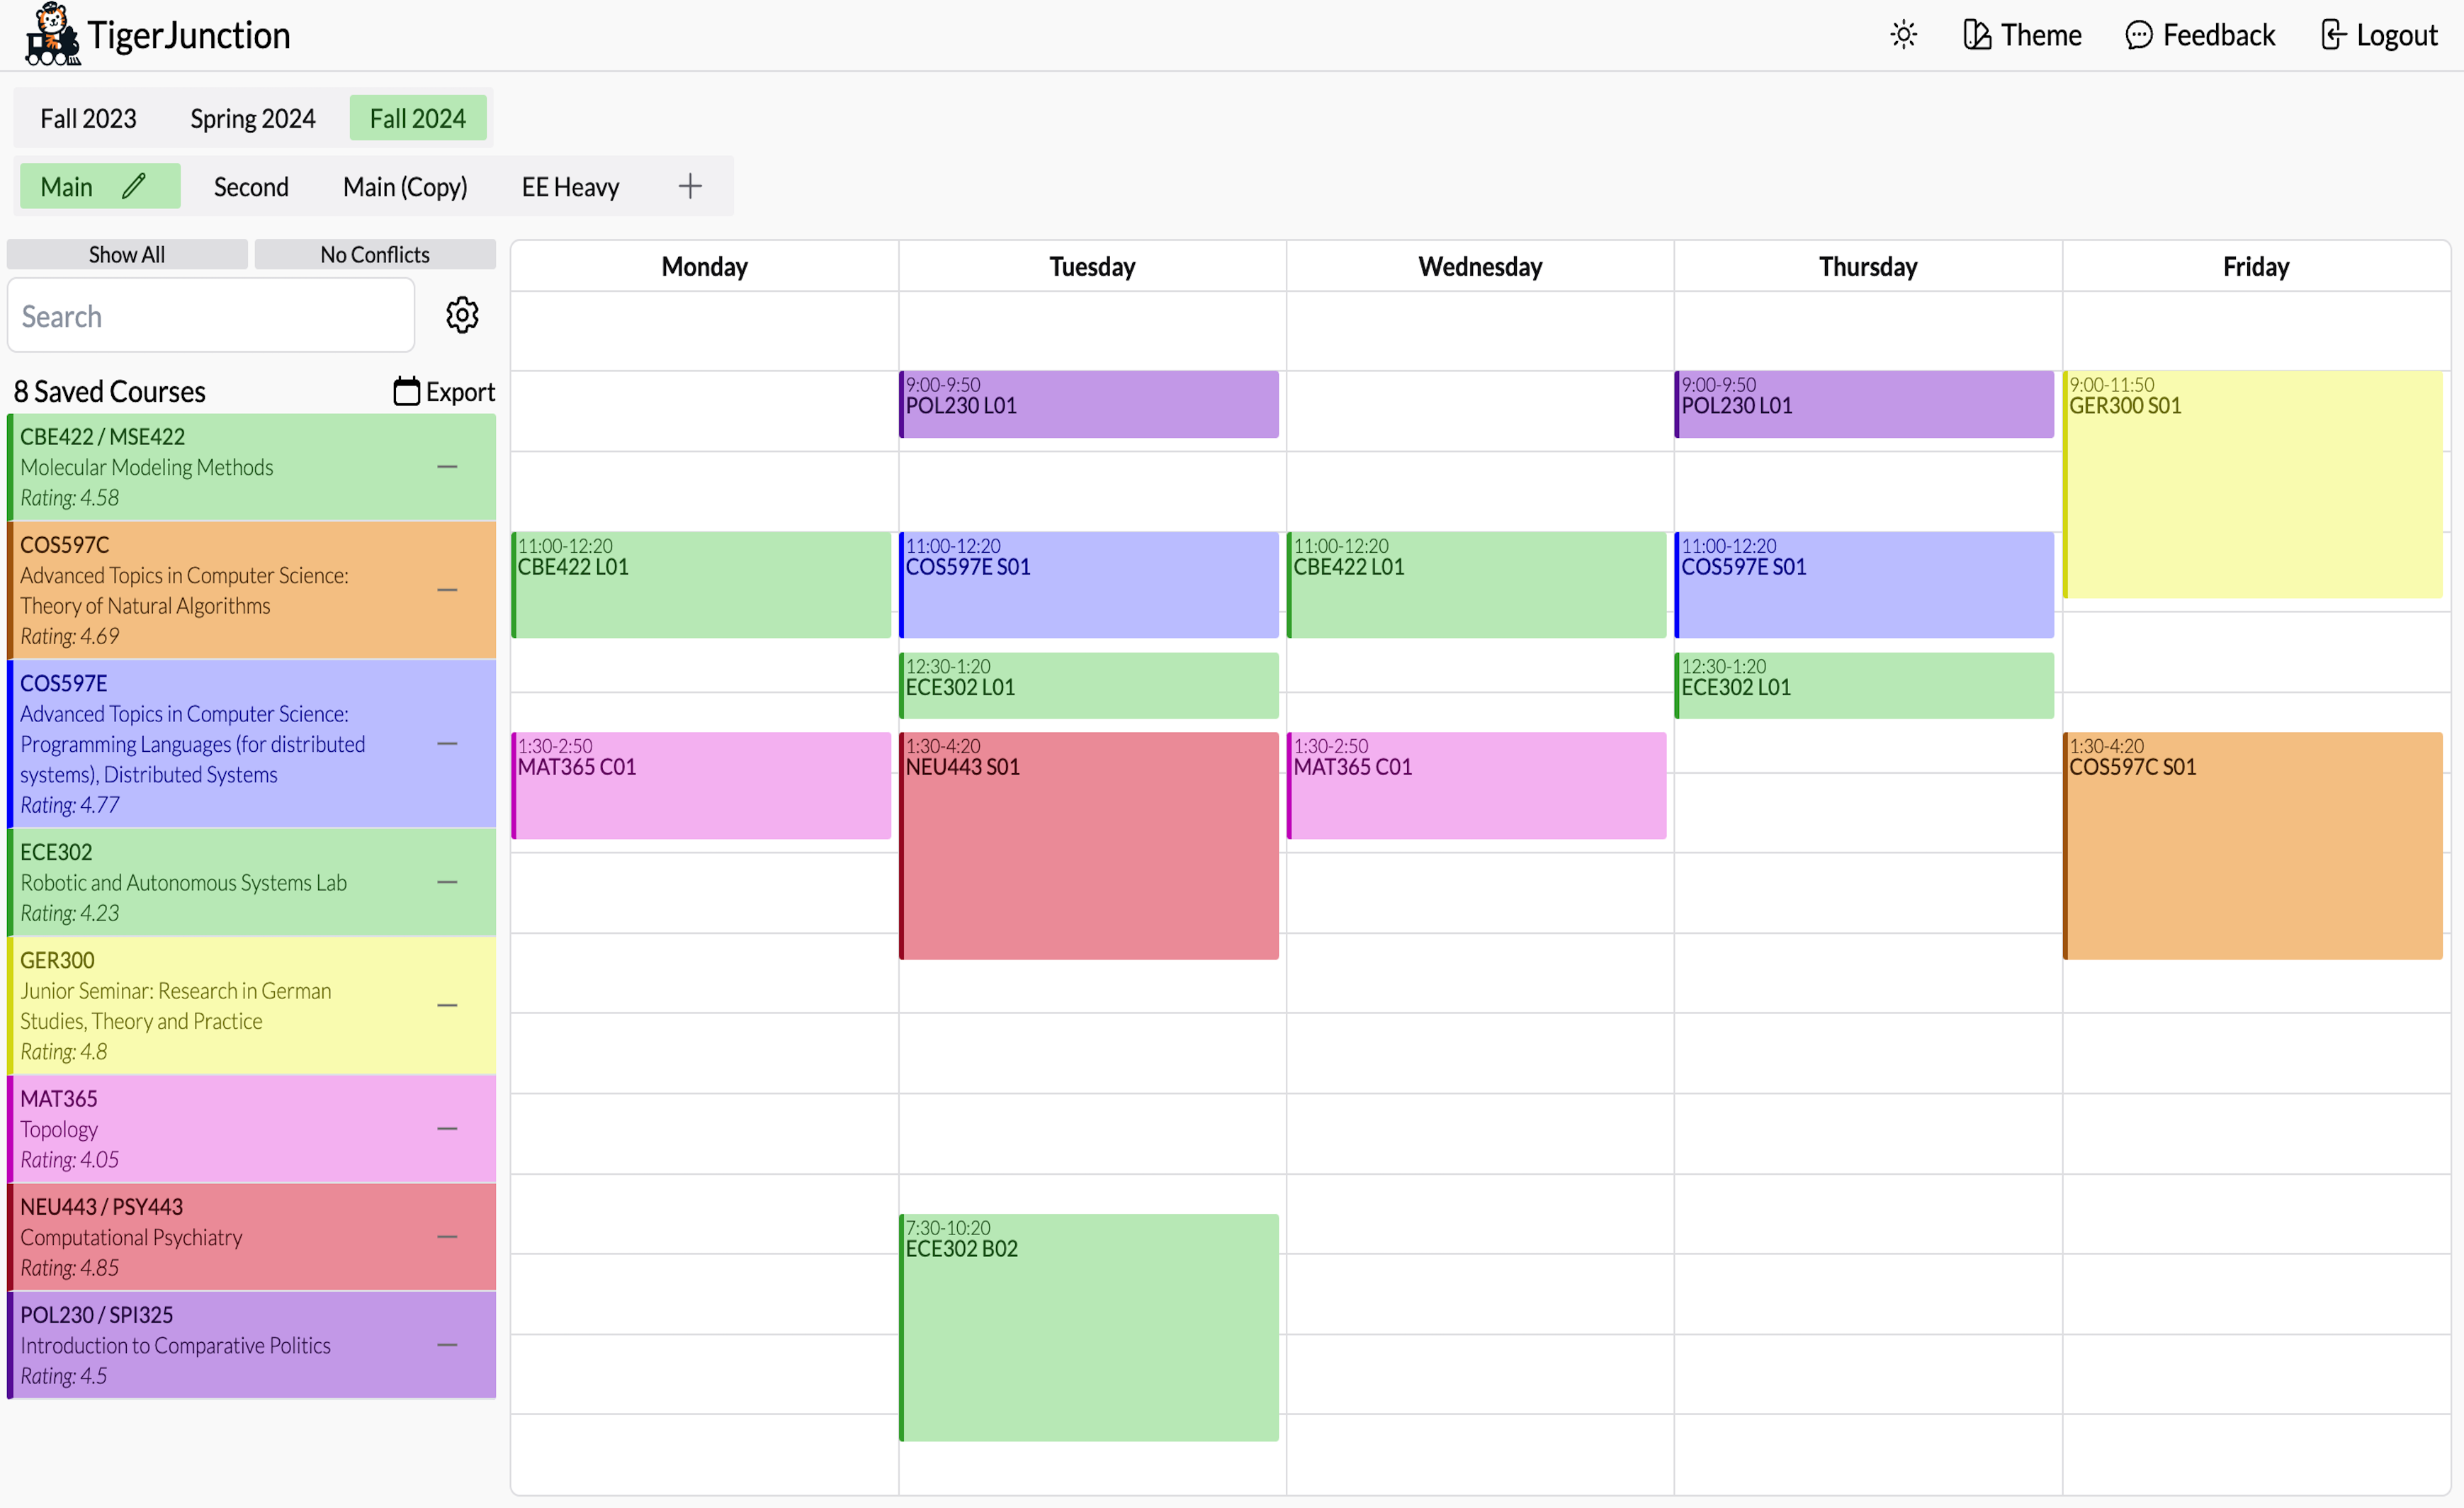 TigerJunction
Theme
Feedback
Logout
Fall 2023
Spring 2024
Fall 2024
Main
Second
Main (Copy)
EE Heavy
Show All
No Conflicts
Search
8 Saved Courses
Export
CBE422 / MSE422
Molecular Modeling Methods
Rating: 4.58
COS597C
Advanced Topics in Computer Science:
Theory of Natural Algorithms
Rating: 4.69
COS597E
Advanced Topics in Computer Science:
Programming Languages (for distributed
systems), Distributed Systems
Rating: 4.77
ECE302
Robotic and Autonomous Systems Lab
Rating: 4.23
GER300
Junior Seminar: Research in German
Studies, Theory and Practice
Rating: 4.8
MAT365
Topology
Rating: 4.05
NEU443 / PSY443
Computational Psychiatry
Rating: 4.85
POL230 / SPI325
Introduction to Comparative Politics
Rating: 4.5
Monday
11:00-12:20
CBE422 L01
1:30-2:50
MAT365 C01
Tuesday
9:00-9:50
POL230 L01
11:00-12:20
COS597E S01
12:30-1:20
ECE302 L01
1:30-4:20
NEU443 S01
7:30-10:20
ECE302 B02
Wednesday
11:00-12:20
CBE422 L01
1:30-2:50
MAT365 C01
Thursday
9:00-9:50
POL230 L01
11:00-12:20
COS597E S01
12:30-1:20
ECE302 L01
Friday
9:00-11:50
GER300 S01
1:30-4:20
COS597C S01